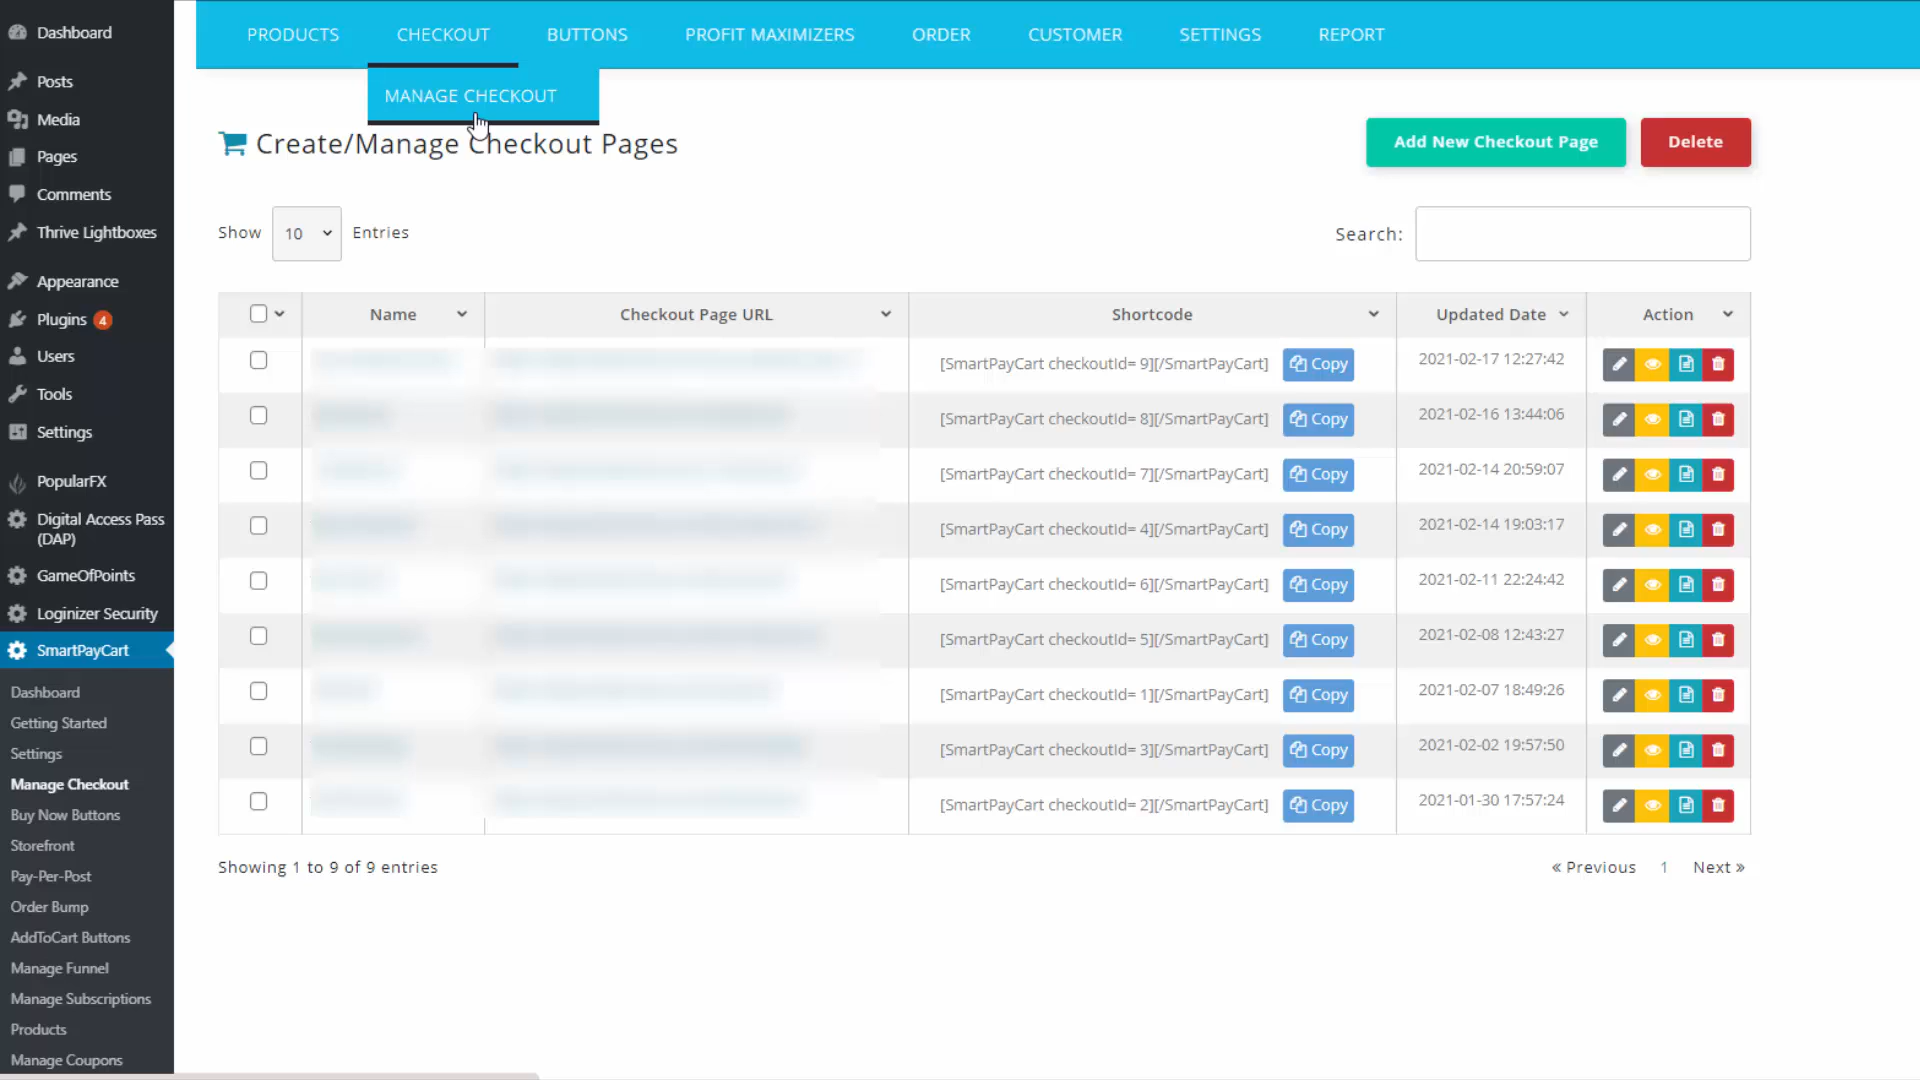 Dashboard
Posts
Media
Pages
Comments
Thrive Lightboxes
Appearance
Plugins 4
Users
Tools
Settings
PopularFX
Digital Access Pass
(DAP)
GameOfPoints
Loginizer Security
SmartPayCart
Dashboard
Getting Started
Settings
Manage Checkout
Buy Now Buttons
Storefront
Pay-Per-Post
Order Bump
AddToCart Buttons
Manage Funnel
Manage Subscriptions
Products
Manage Coupons
PRODUCTS CHECKOUT BUTTONS PROFIT MAXIMIZERS ORDER CUSTOMER SETTINGS REPORT
MANAGE CHECKOUT
Create/Manage Checkout Pages
Add New Checkout Page Delete
Show 10 Entries
Search:
Name Checkout Page URL Shortcode Updated Date Action
[SmartPayCart checkoutId= 9][/SmartPayCart] Copy 2021-02-17 12:27:42
[SmartPayCart checkoutId= 8][/SmartPayCart] Copy 2021-02-16 13:44:06
[SmartPayCart checkoutId= 7][/SmartPayCart] Copy 2021-02-14 20:59:07
[SmartPayCart checkoutId= 4][/SmartPayCart] Copy 2021-02-14 19:03:17
[SmartPayCart checkoutId= 6][/SmartPayCart] Copy 2021-02-11 22:24:42
[SmartPayCart checkoutId= 5][/SmartPayCart] Copy 2021-02-08 12:43:27
[SmartPayCart checkoutId= 1][/SmartPayCart] Copy 2021-02-07 18:49:26
[SmartPayCart checkoutId= 3][/SmartPayCart] Copy 2021-02-02 19:57:50
[SmartPayCart checkoutId= 2][/SmartPayCart] Copy 2021-01-30 17:57:24
Showing 1 to 9 of 9 entries
« Previous 1 Next »